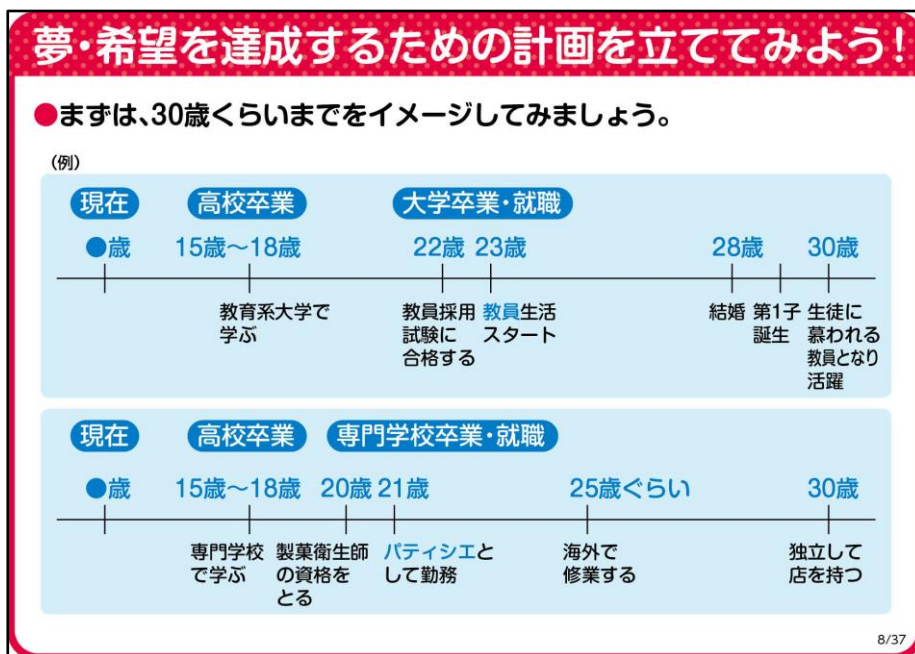 夢・希望を達成するための計画を立ててみよう!
●まずは、30歳くらいまでをイメージしてみましょう。
(例)
現在 高校卒業 大学卒業・就職
●歳 15歳～18歳 22歳 23歳 28歳 30歳
教育系大学で 教員採用 教員生活 結婚 第1子 生徒に
学ぶ 試験に スタート 誕生 慕われる
合格する 教員となり
活躍
現在 高校卒業 専門学校卒業・就職
●歳 15歳～18歳 20歳 21歳 25歳ぐらい 30歳
専門学校 製菓衛生師 パティシエと 海外で 独立して
で学ぶ の資格を して勤務 修業する 店を持つ
とる
8/37